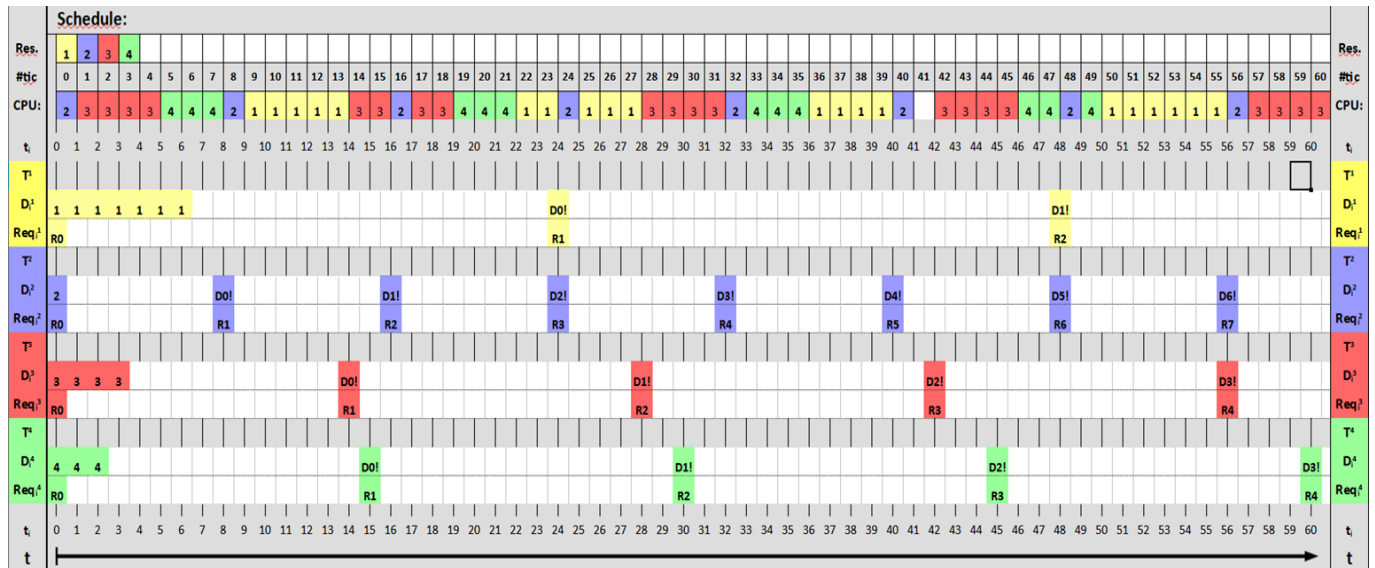 Schedule:
Res. 1 2 3 4 Res.
#tic 0 1 2 3 4 5 6 7 8 9 10 11 12 13 14 15 16 17 18 19 20 21 22 23 24 25 26 27 28 29 30 31 32 33 34 35 36 37 38 39 40 41 42 43 44 45 46 47 48 49 50 51 52 53 54 55 56 57 58 59 60 #tic
CPU: 2 3 3 3 3 4 4 4 2 1 1 1 1 1 3 3 2 3 3 4 4 4 1 1 2 1 1 1 3 3 3 3 2 4 4 4 1 1 1 1 2 3 3 3 3 4 4 2 4 1 1 1 1 1 1 2 3 3 3 3 CPU:
tᵢ 0 1 2 3 4 5 6 7 8 9 10 11 12 13 14 15 16 17 18 19 20 21 22 23 24 25 26 27 28 29 30 31 32 33 34 35 36 37 38 39 40 41 42 43 44 45 46 47 48 49 50 51 52 53 54 55 56 57 58 59 60 tᵢ
T¹ T¹
Dᵢ¹ 1 1 1 1 1 1 1 D0! D1! Dᵢ¹
Reqᵢ¹ R0 R1 R2 Reqᵢ¹
T² T²
Dᵢ² 2 D0! D1! D2! D3! D4! D5! D6! Dᵢ²
Reqᵢ² R0 R1 R2 R3 R4 R5 R6 R7 Reqᵢ²
T³ T³
Dᵢ³ 3 3 3 3 D0! D1! D2! D3! Dᵢ³
Reqᵢ³ R0 R1 R2 R3 R4 Reqᵢ³
T⁴ T⁴
Dᵢ⁴ 4 4 4 D0! D1! D2! D3! Dᵢ⁴
Reqᵢ⁴ R0 R1 R2 R3 R4 Reqᵢ⁴
tᵢ 0 1 2 3 4 5 6 7 8 9 10 11 12 13 14 15 16 17 18 19 20 21 22 23 24 25 26 27 28 29 30 31 32 33 34 35 36 37 38 39 40 41 42 43 44 45 46 47 48 49 50 51 52 53 54 55 56 57 58 59 60 tᵢ
t t